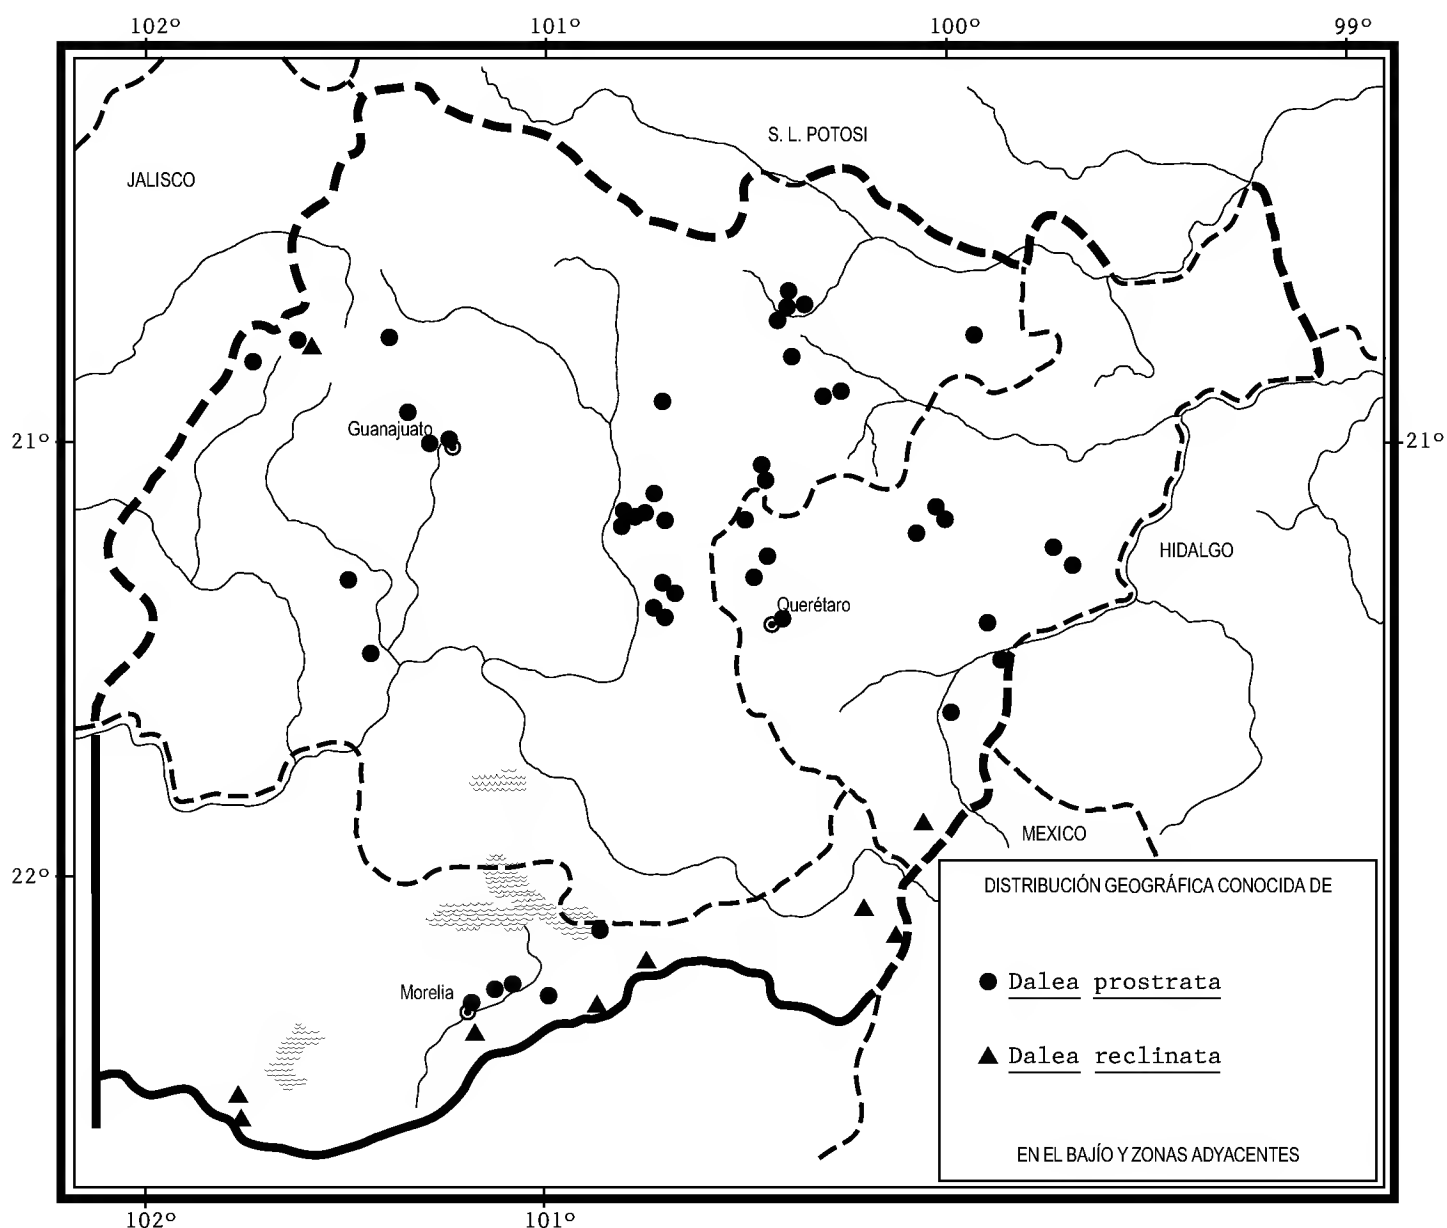 102º 101º 100º 99º
S. L. POTOSI
JALISCO
Guanajuato
21º 21º
HIDALGO
Querétaro
MEXICO
22º
DISTRIBUCIÓN GEOGRÁFICA CONOCIDA DE
Dalea prostrata
Morelia
Dalea reclinata
EN EL BAJÍO Y ZONAS ADYACENTES
102º 101º